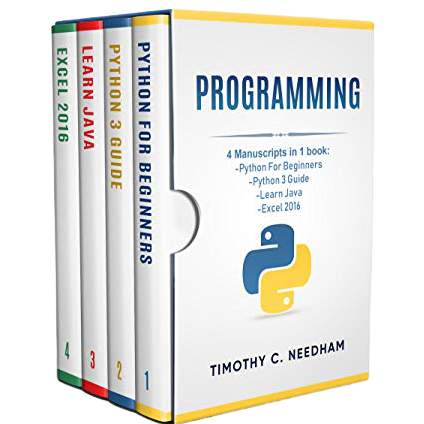 EXCEL 2016
4
LEARN JAVA
3
PYTHON 3 GUIDE
2
PYTHON FOR BEGINNERS
1
PROGRAMMING
4 Manuscripts in 1 book:
-Python For Beginners
-Python 3 Guide
-Learn Java
-Excel 2016
TIMOTHY C. NEEDHAM